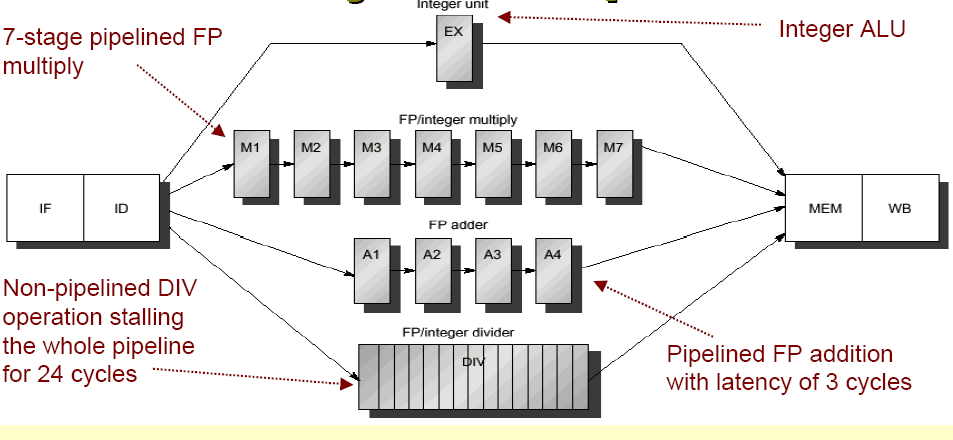 Integer unit
EX
Integer ALU
7-stage pipelined FP
multiply
FP/integer multiply
M1 M2 M3 M4 M5 M6 M7
IF ID
MEM WB
FP adder
A1 A2 A3 A4
Non-pipelined DIV
operation stalling
the whole pipeline
for 24 cycles
FP/integer divider
DIV
Pipelined FP addition
with latency of 3 cycles